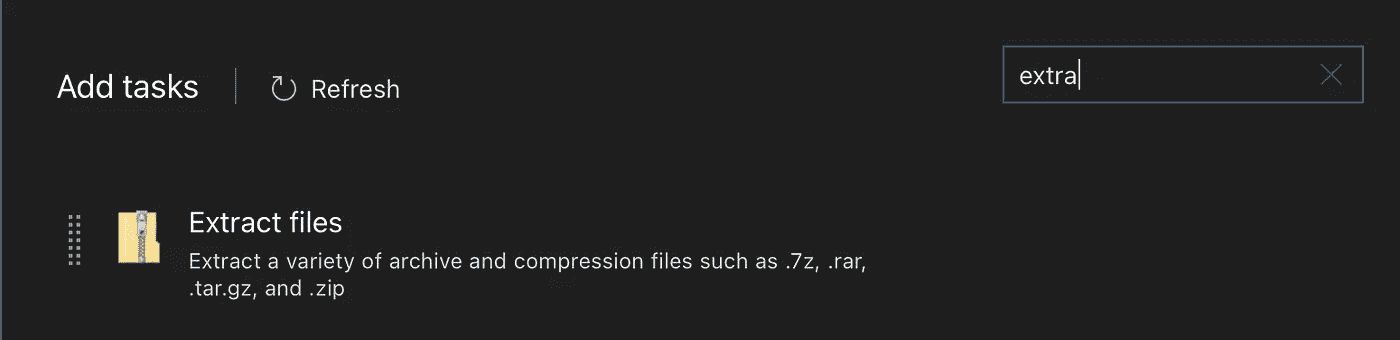 Add tasks
Refresh
extra
Extract files
Extract a variety of archive and compression files such as .7z, .rar,
.tar.gz, and .zip